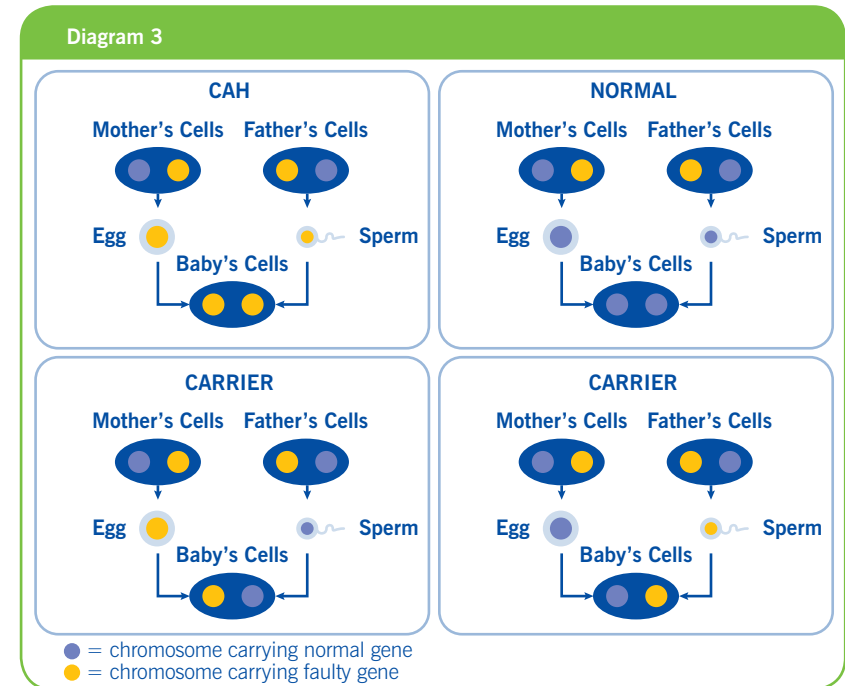 Diagram 3
CAH
Mother's Cells Father's Cells
Egg
Sperm
Baby's Cells
NORMAL
Mother's Cells Father's Cells
Egg
Sperm
Baby's Cells
CARRIER
Mother's Cells Father's Cells
Egg
Sperm
Baby's Cells
CARRIER
Mother's Cells Father's Cells
Egg
Sperm
Baby's Cells
= chromosome carrying normal gene
= chromosome carrying faulty gene